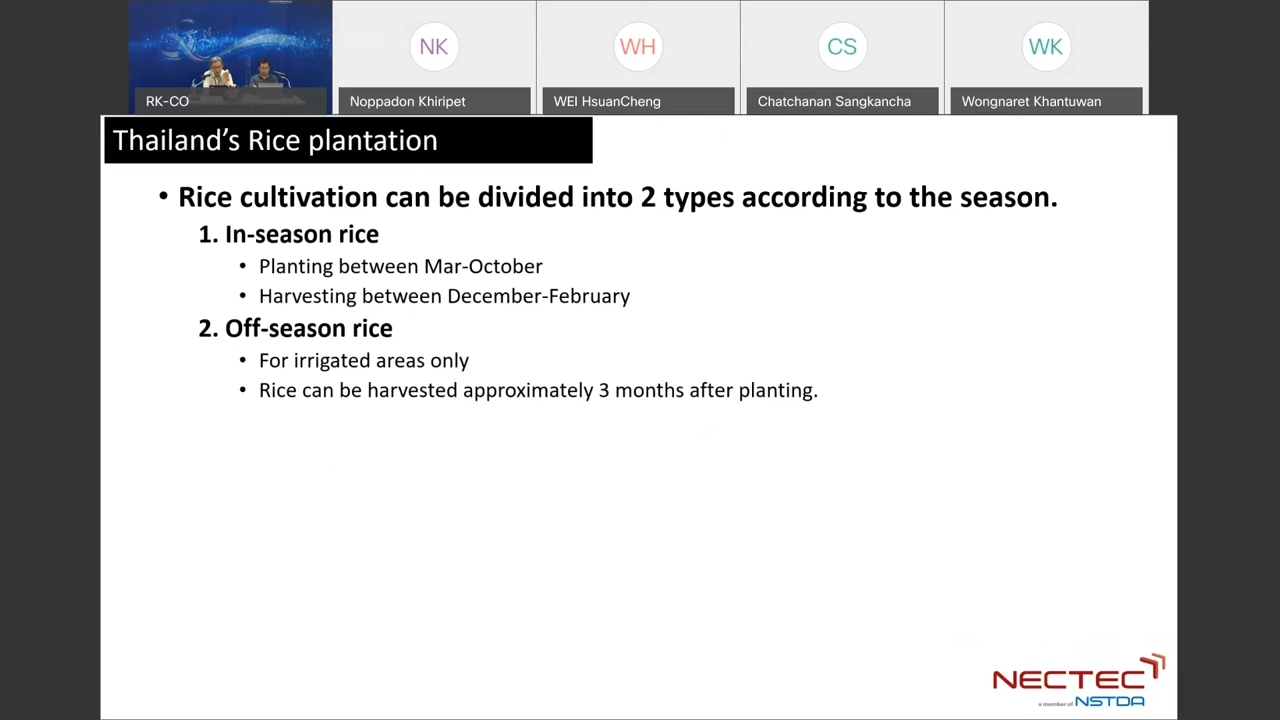 NK
WH
CS
WK
RK-CO
Noppadon Khiripet
WEI HsuanCheng
Chatchanan Sangkancha
Wongnaret Khantuwan
Thailand’s Rice plantation
• Rice cultivation can be divided into 2 types according to the season.
1. In-season rice
• Planting between Mar-October
• Harvesting between December-February
2. Off-season rice
• For irrigated areas only
• Rice can be harvested approximately 3 months after planting.
NECTEC
a member of NSTDA